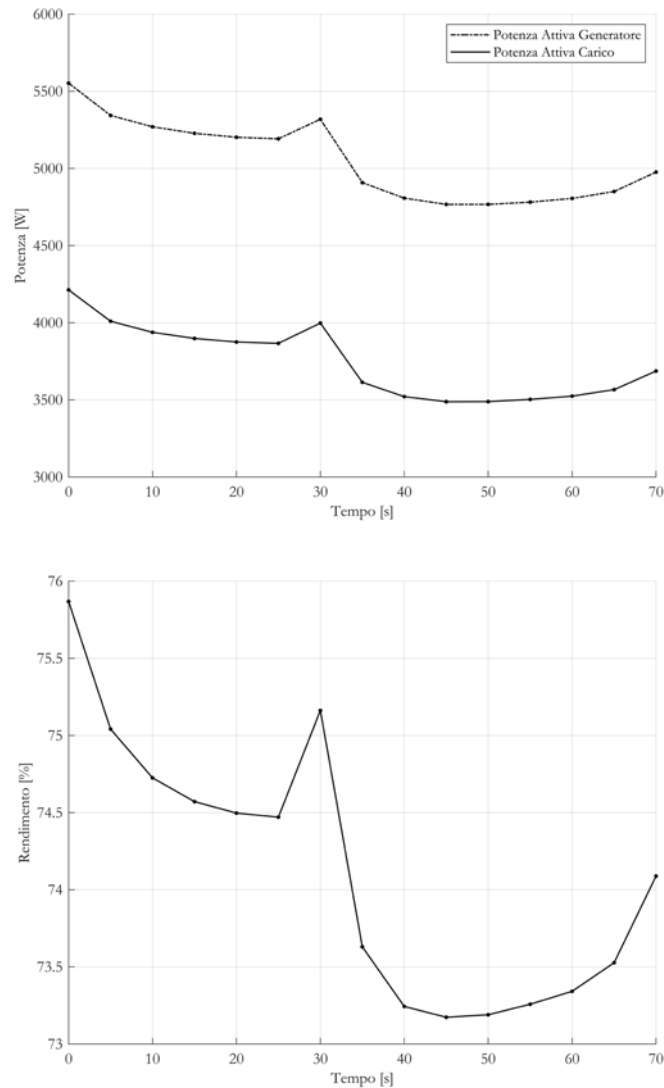 6000
Potenza Attiva Generatore
Potenza Attiva Carico
5500
5000
4500
4000
3500
3000
Potenza [W]
0 10 20 30 40 50 60 70
Tempo [s]
76
75.5
75
74.5
74
73.5
73
Rendimento [%]
0 10 20 30 40 50 60 70
Tempo [s]